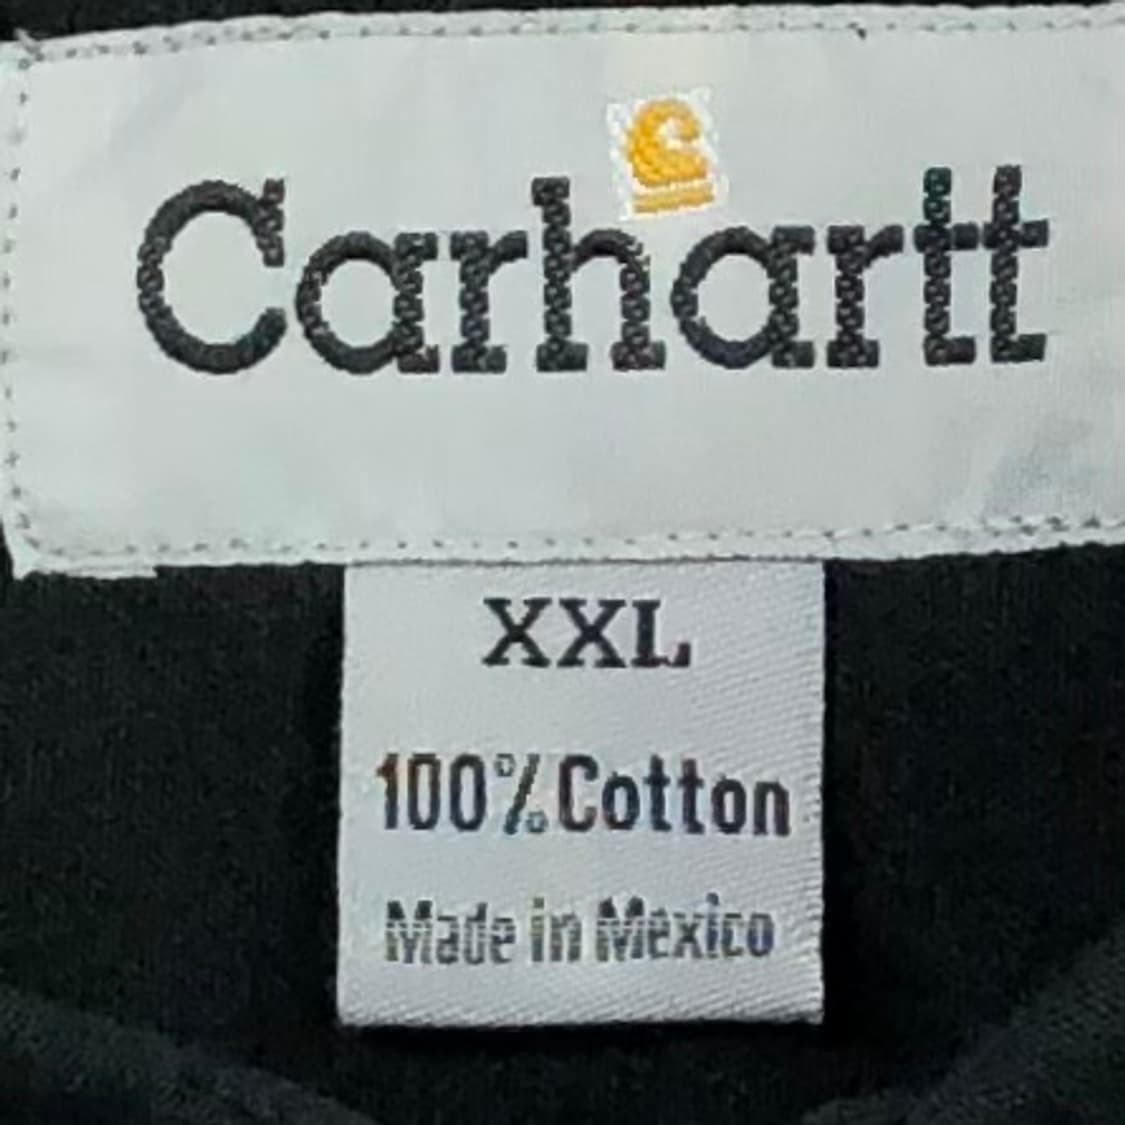 Carhartt
XXL
100% Cotton
Made in Mexico